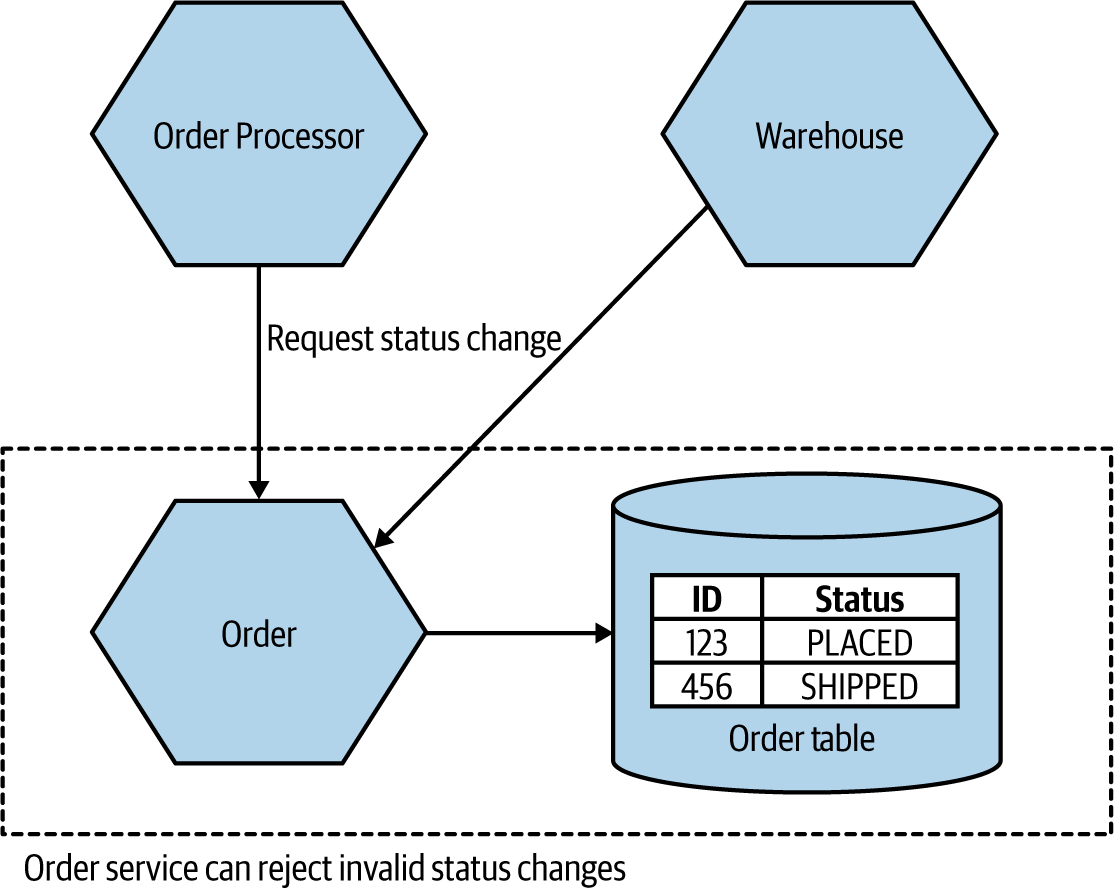 Order Processor
Warehouse
Request status change
Order
ID Status
123 PLACED
456 SHIPPED
Order table
Order service can reject invalid status changes